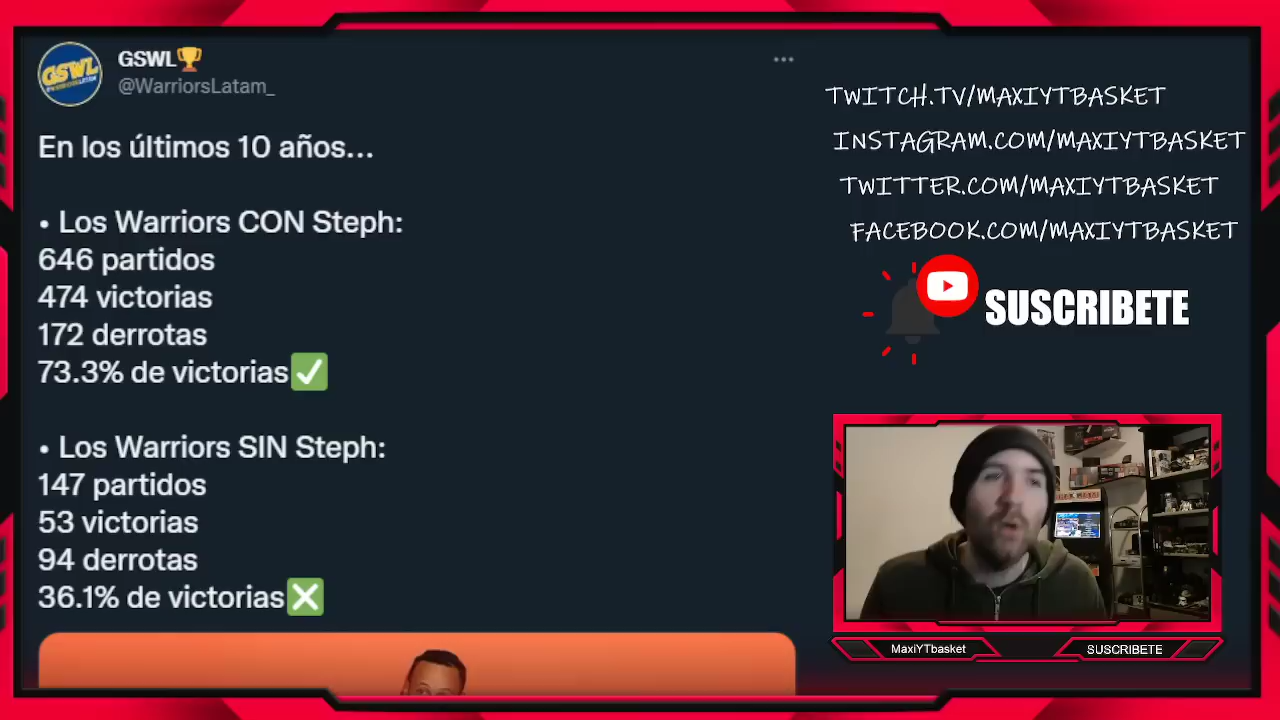 GSWL🏆
@WarriorsLatam_
GSWL
En los últimos 10 años...
• Los Warriors CON Steph:
646 partidos
474 victorias
172 derrotas
73.3% de victorias✅
• Los Warriors SIN Steph:
147 partidos
53 victorias
94 derrotas
36.1% de victorias❎
TWITCH.TV/MAXIYTBASKET
INSTAGRAM.COM/MAXIYTBASKET
TWITTER.COM/MAXIYTBASKET
FACEBOOK.COM/MAXIYTBASKET
SUSCRIBETE
MaxiYTbasket
SUSCRIBETE